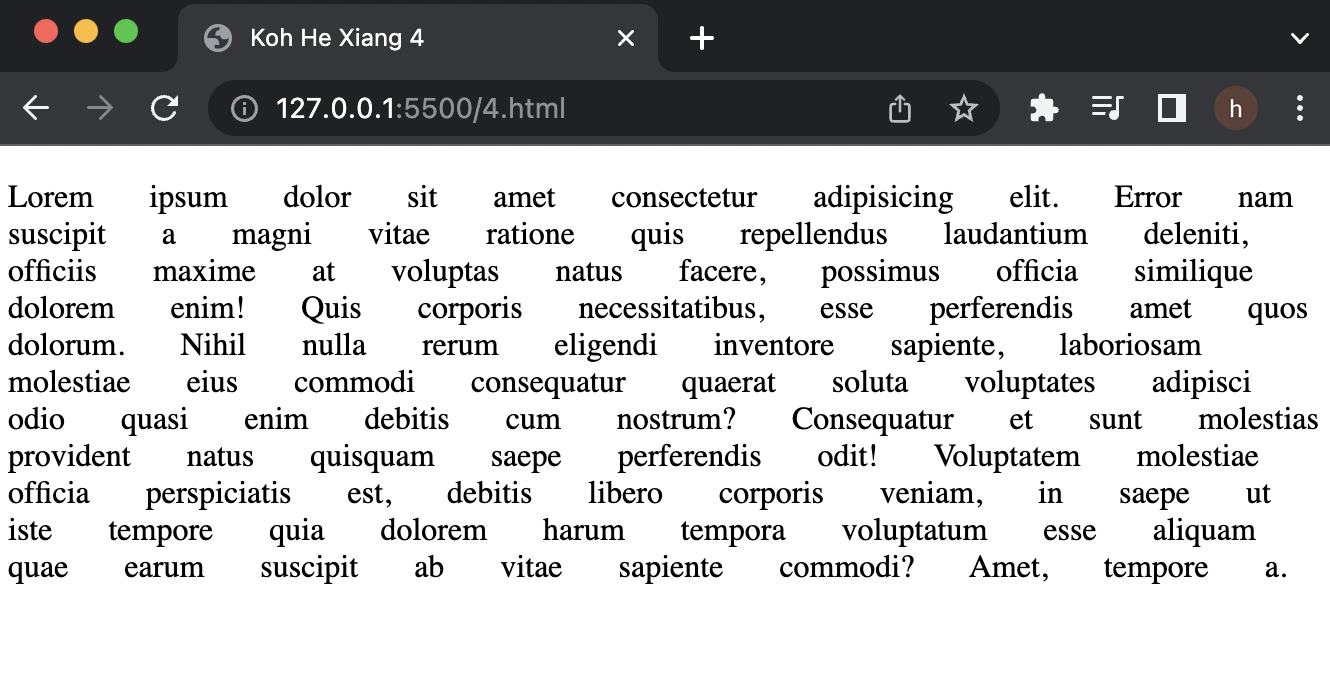 Koh He Xiang 4
127.0.0.1:5500/4.html
h
Lorem ipsum dolor sit amet consectetur adipisicing elit. Error nam
suscipit a magni vitae ratione quis repellendus laudantium deleniti,
officiis maxime at voluptas natus facere, possimus officia similique
dolorem enim! Quis corporis necessitatibus, esse perferendis amet quos
dolorum. Nihil nulla rerum eligendi inventore sapiente, laboriosam
molestiae eius commodi consequatur quaerat soluta voluptates adipisci
odio quasi enim debitis cum nostrum? Consequatur et sunt molestias
provident natus quisquam saepe perferendis odit! Voluptatem molestiae
officia perspiciatis est, debitis libero corporis veniam, in saepe ut
iste tempore quia dolorem harum tempora voluptatum esse aliquam
quae earum suscipit ab vitae sapiente commodi? Amet, tempore a.